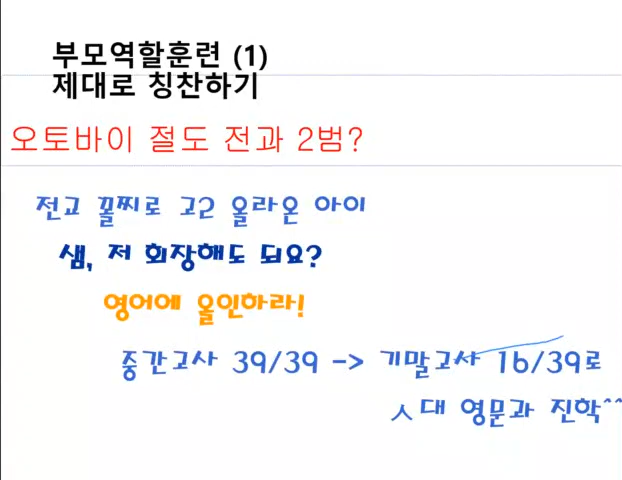 부모역할훈련 (1)
제대로 칭찬하기
오토바이 절도 전과 2범?
전교 꼴찌로 고2 올라온 아이
샘, 저 회장해도 되요?
영어에 올인하라!
중간고사 39/39 -> 기말고사 16/39로
ㅅ대 영문과 진학^^